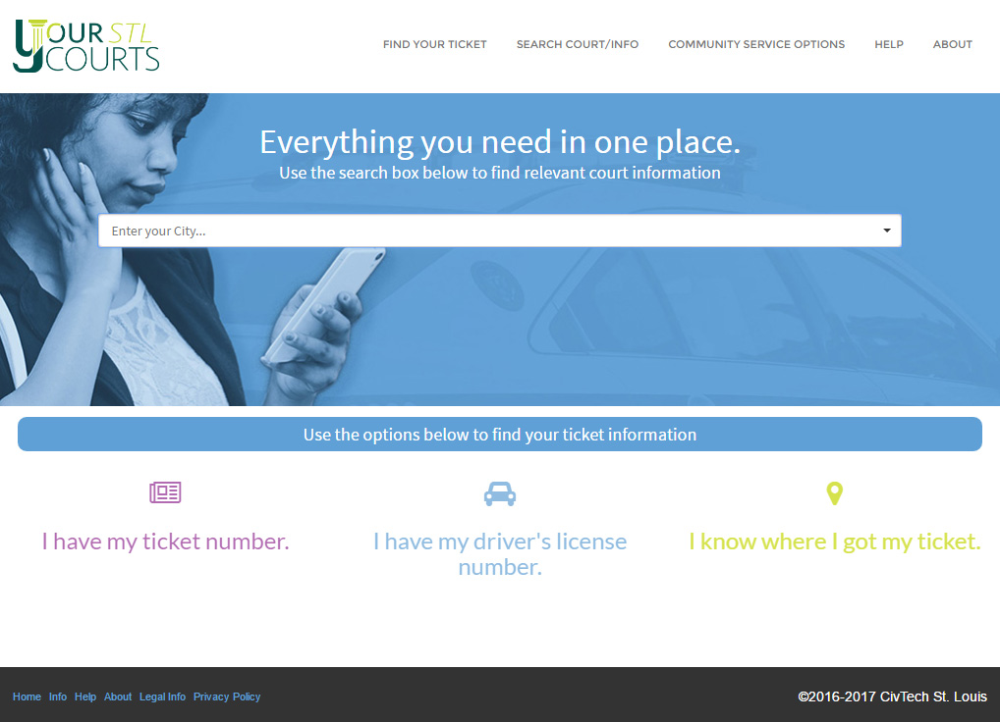 YOUR STL
COURTS
FIND YOUR TICKET SEARCH COURT/INFO COMMUNITY SERVICE OPTIONS HELP ABOUT
Everything you need in one place.
Use the search box below to find relevant court information
Enter your City...
Use the options below to find your ticket information
I have my ticket number.
I have my driver's license
number.
I know where I got my ticket.
Home Info Help About Legal Info Privacy Policy
©2016-2017 CivTech St. Louis